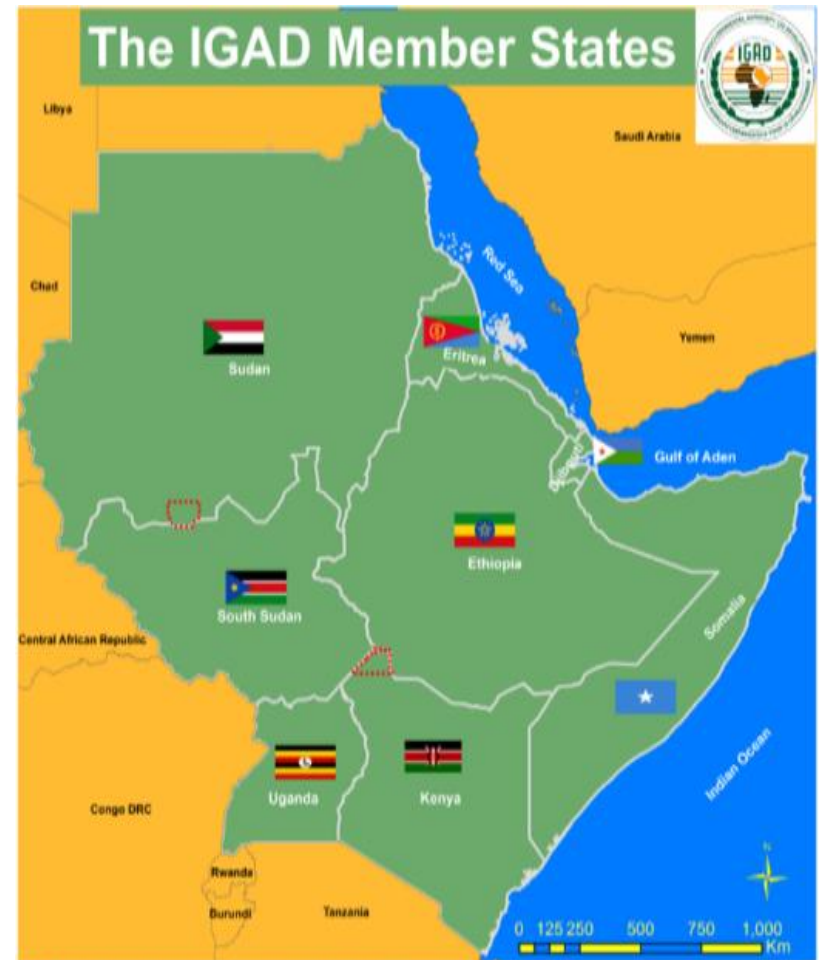 The IGAD Member States
IGAD
Libya
Saudi Arabia
Chad
Red Sea
Yemen
Sudan
Eritrea
Djibouti
Gulf of Aden
Ethiopia
South Sudan
Somalia
Central African Republic
Indian Ocean
Uganda
Kenya
Congo DRC
Rwanda
Burundi
Tanzania
N
0 125 250 500 750 1,000
Km